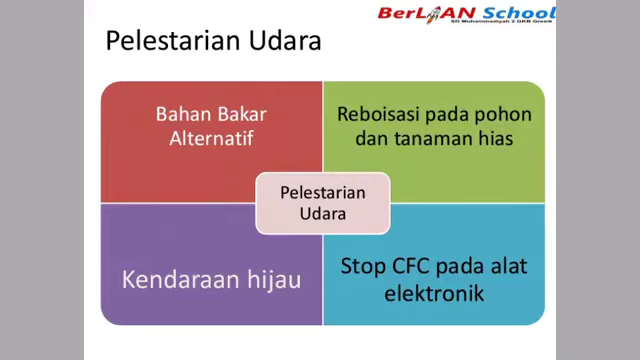 BerLIAN School
SD Muhammadiyah 2 GKB Gresik
Pelestarian Udara
Bahan Bakar
Alternatif
Reboisasi pada pohon
dan tanaman hias
Pelestarian
Udara
Kendaraan hijau
Stop CFC pada alat
elektronik